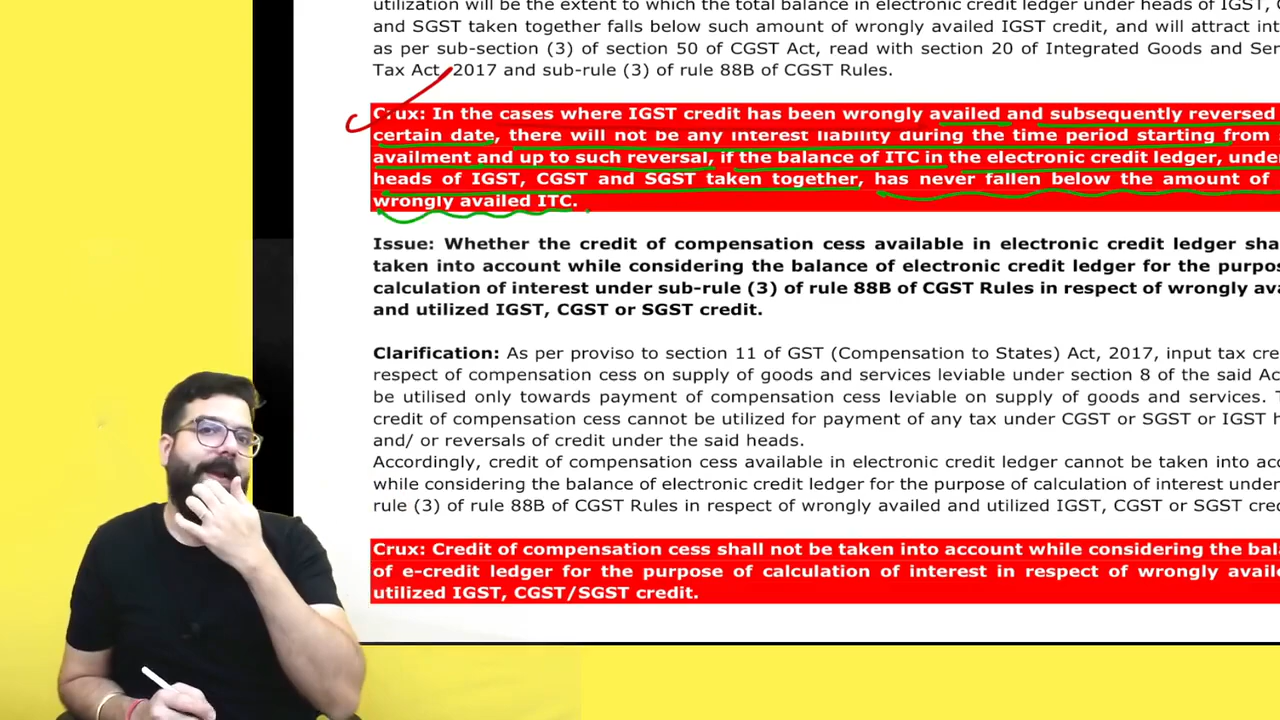 utilization will be the extent to which the total balance in electronic credit ledger under heads of IGST,
and SGST taken together falls below such amount of wrongly availed IGST credit, and will attract
as per sub-section (3) of section 50 of CGST Act, read with section 20 of Integrated Goods and
Tax Act, 2017 and sub-rule (3) of rule 88B of CGST Rules.
Crux: In the cases where IGST credit has been wrongly availed and subsequently reversed
certain date, there will not be any interest liability during the time period starting from
availment and up to such reversal, if the balance of ITC in the electronic credit ledger,
heads of IGST, CGST and SGST taken together, has never fallen below the amount of
wrongly availed ITC.
Issue: Whether the credit of compensation cess available in electronic credit ledger
taken into account while considering the balance of electronic credit ledger for the
calculation of interest under sub-rule (3) of rule 88B of CGST Rules in respect of wrongly
and utilized IGST, CGST or SGST credit.
Clarification: As per proviso to section 11 of GST (Compensation to States) Act, 2017, input tax
respect of compensation cess on supply of goods and services leviable under section 8 of the said
be utilised only towards payment of compensation cess leviable on supply of goods and services.
credit of compensation cess cannot be utilized for payment of any tax under CGST or SGST or IGST
and/ or reversals of credit under the said heads.
Accordingly, credit of compensation cess available in electronic credit ledger cannot be taken into
while considering the balance of electronic credit ledger for the purpose of calculation of interest under
rule (3) of rule 88B of CGST Rules in respect of wrongly availed and utilized IGST, CGST or SGST
Crux: Credit of compensation cess shall not be taken into account while considering the
of e-credit ledger for the purpose of calculation of interest in respect of wrongly
utilized IGST, CGST/SGST credit.